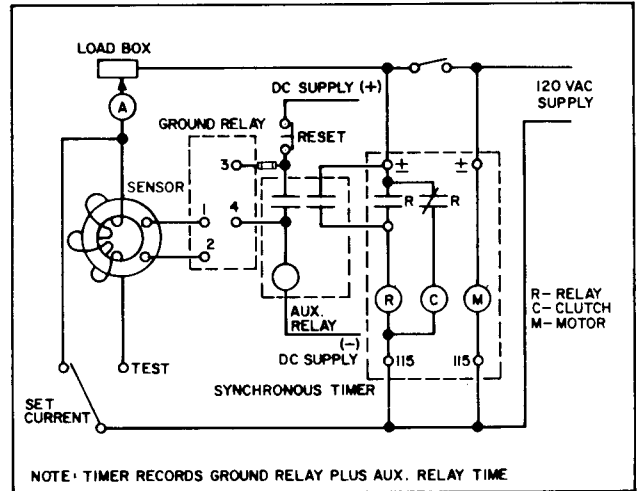 LOAD BOX
A
DC SUPPLY (+)
120 VAC
SUPPLY
GROUND RELAY
RESET
3
SENSOR
1
4
2
±
±
R
R
R
C
M
AUX.
RELAY
(-)
DC SUPPLY
R- RELAY
C- CLUTCH
M- MOTOR
TEST
115
115
SYNCHRONOUS TIMER
SET
CURRENT
NOTE: TIMER RECORDS GROUND RELAY PLUS AUX. RELAY TIME